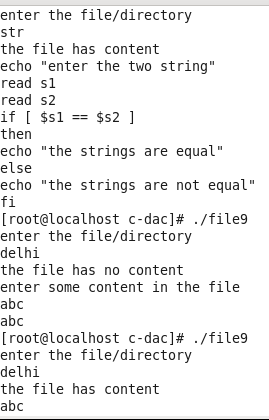 enter the file/directory
str
the file has content
echo "enter the two string"
read s1
read s2
if [ $s1 == $s2 ]
then
echo "the strings are equal"
else
echo "the strings are not equal"
fi
[root@localhost c-dac]# ./file9
enter the file/directory
delhi
the file has no content
enter some content in the file
abc
abc
[root@localhost c-dac]# ./file9
enter the file/directory
delhi
the file has content
abc